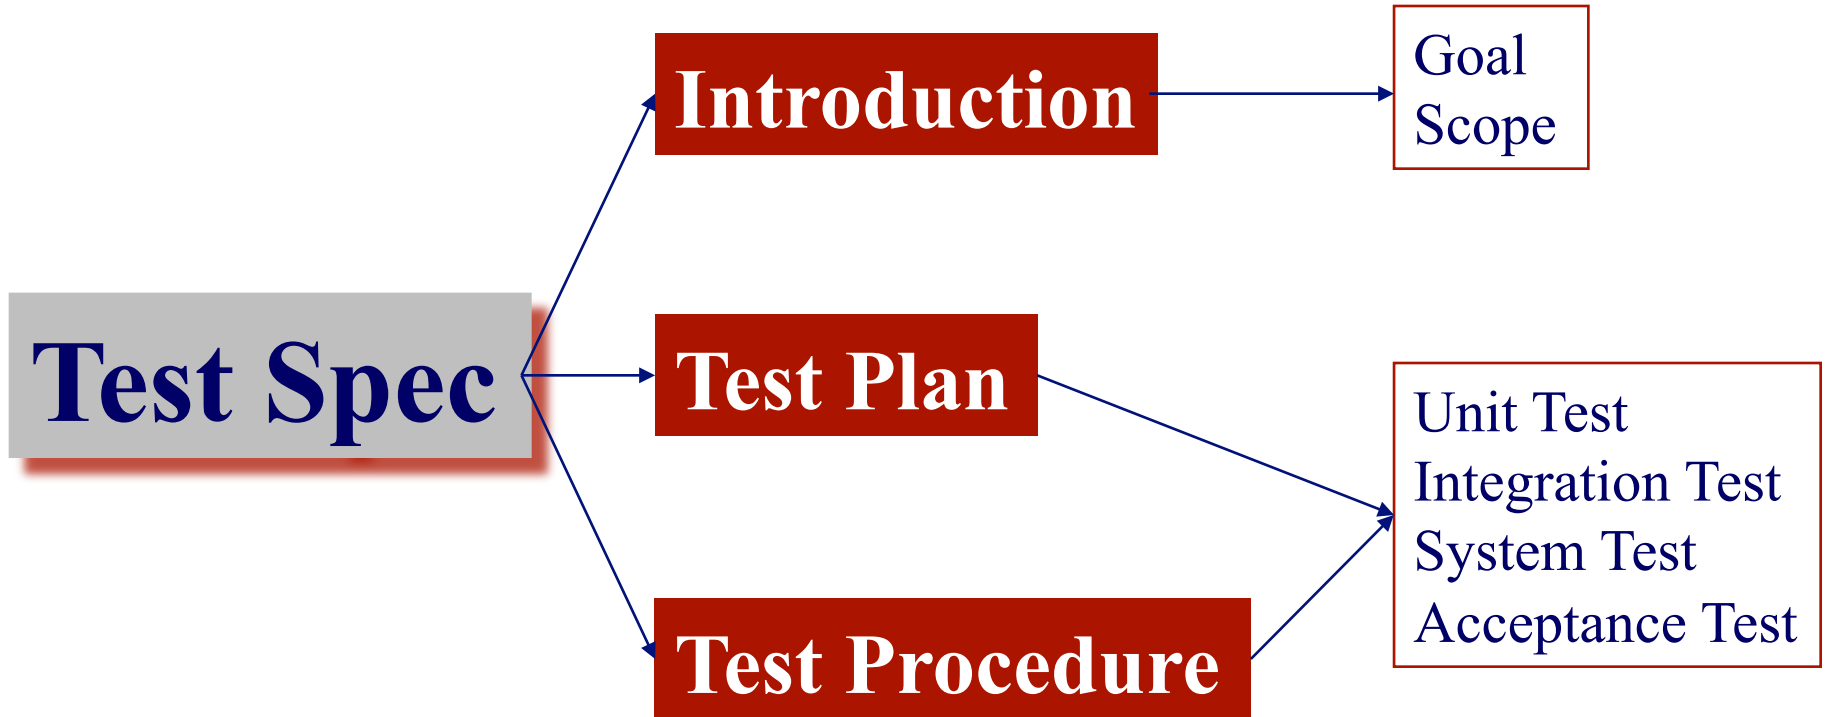 Test Spec
Introduction
Goal
Scope
Test Plan
Test Procedure
Unit Test
Integration Test
System Test
Acceptance Test